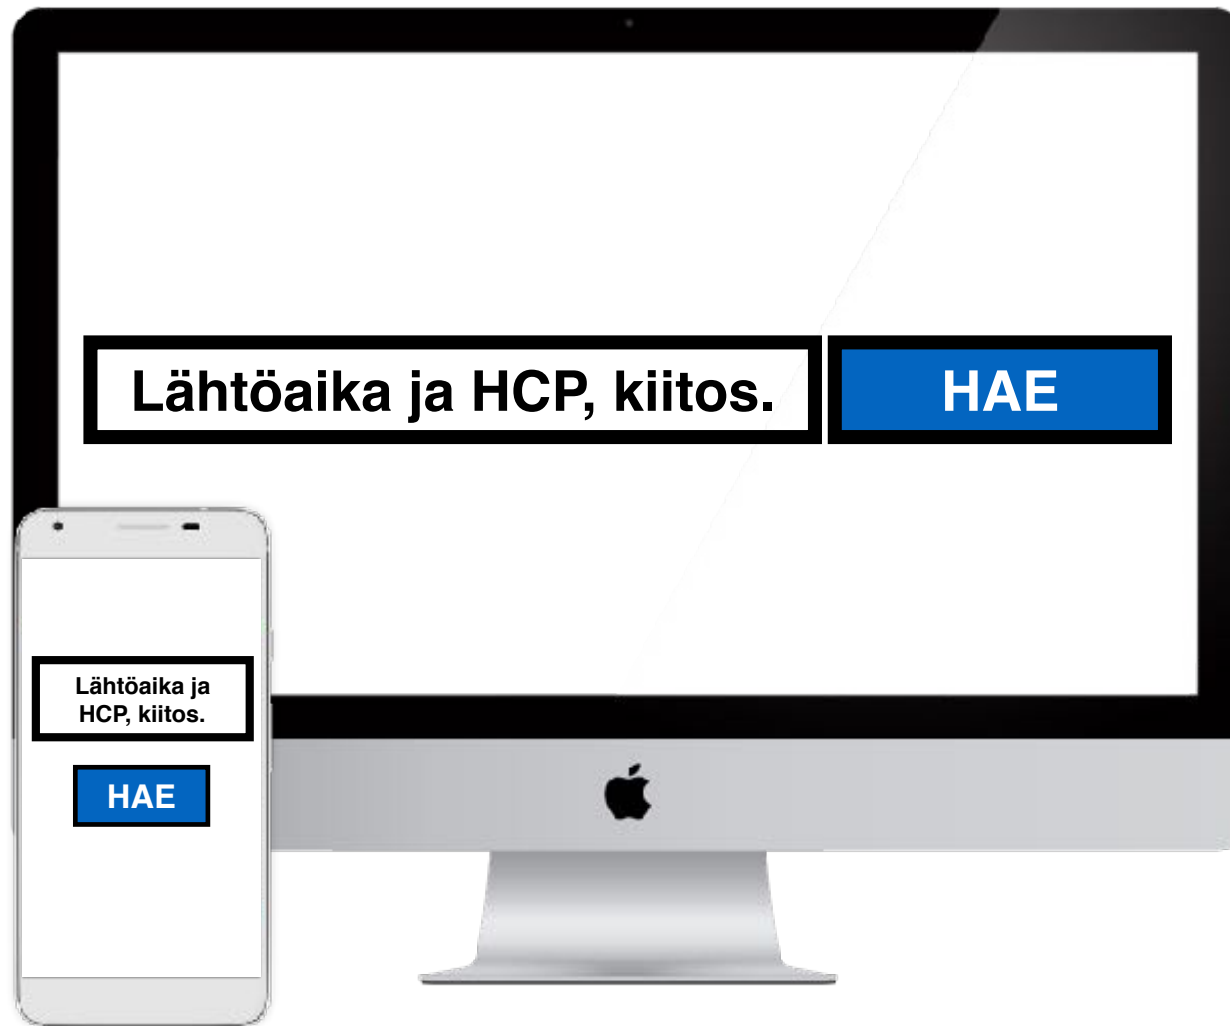 Lähtöaika ja HCP, kiitos.
HAE
Lähtöaika ja
HCP, kiitos.
HAE